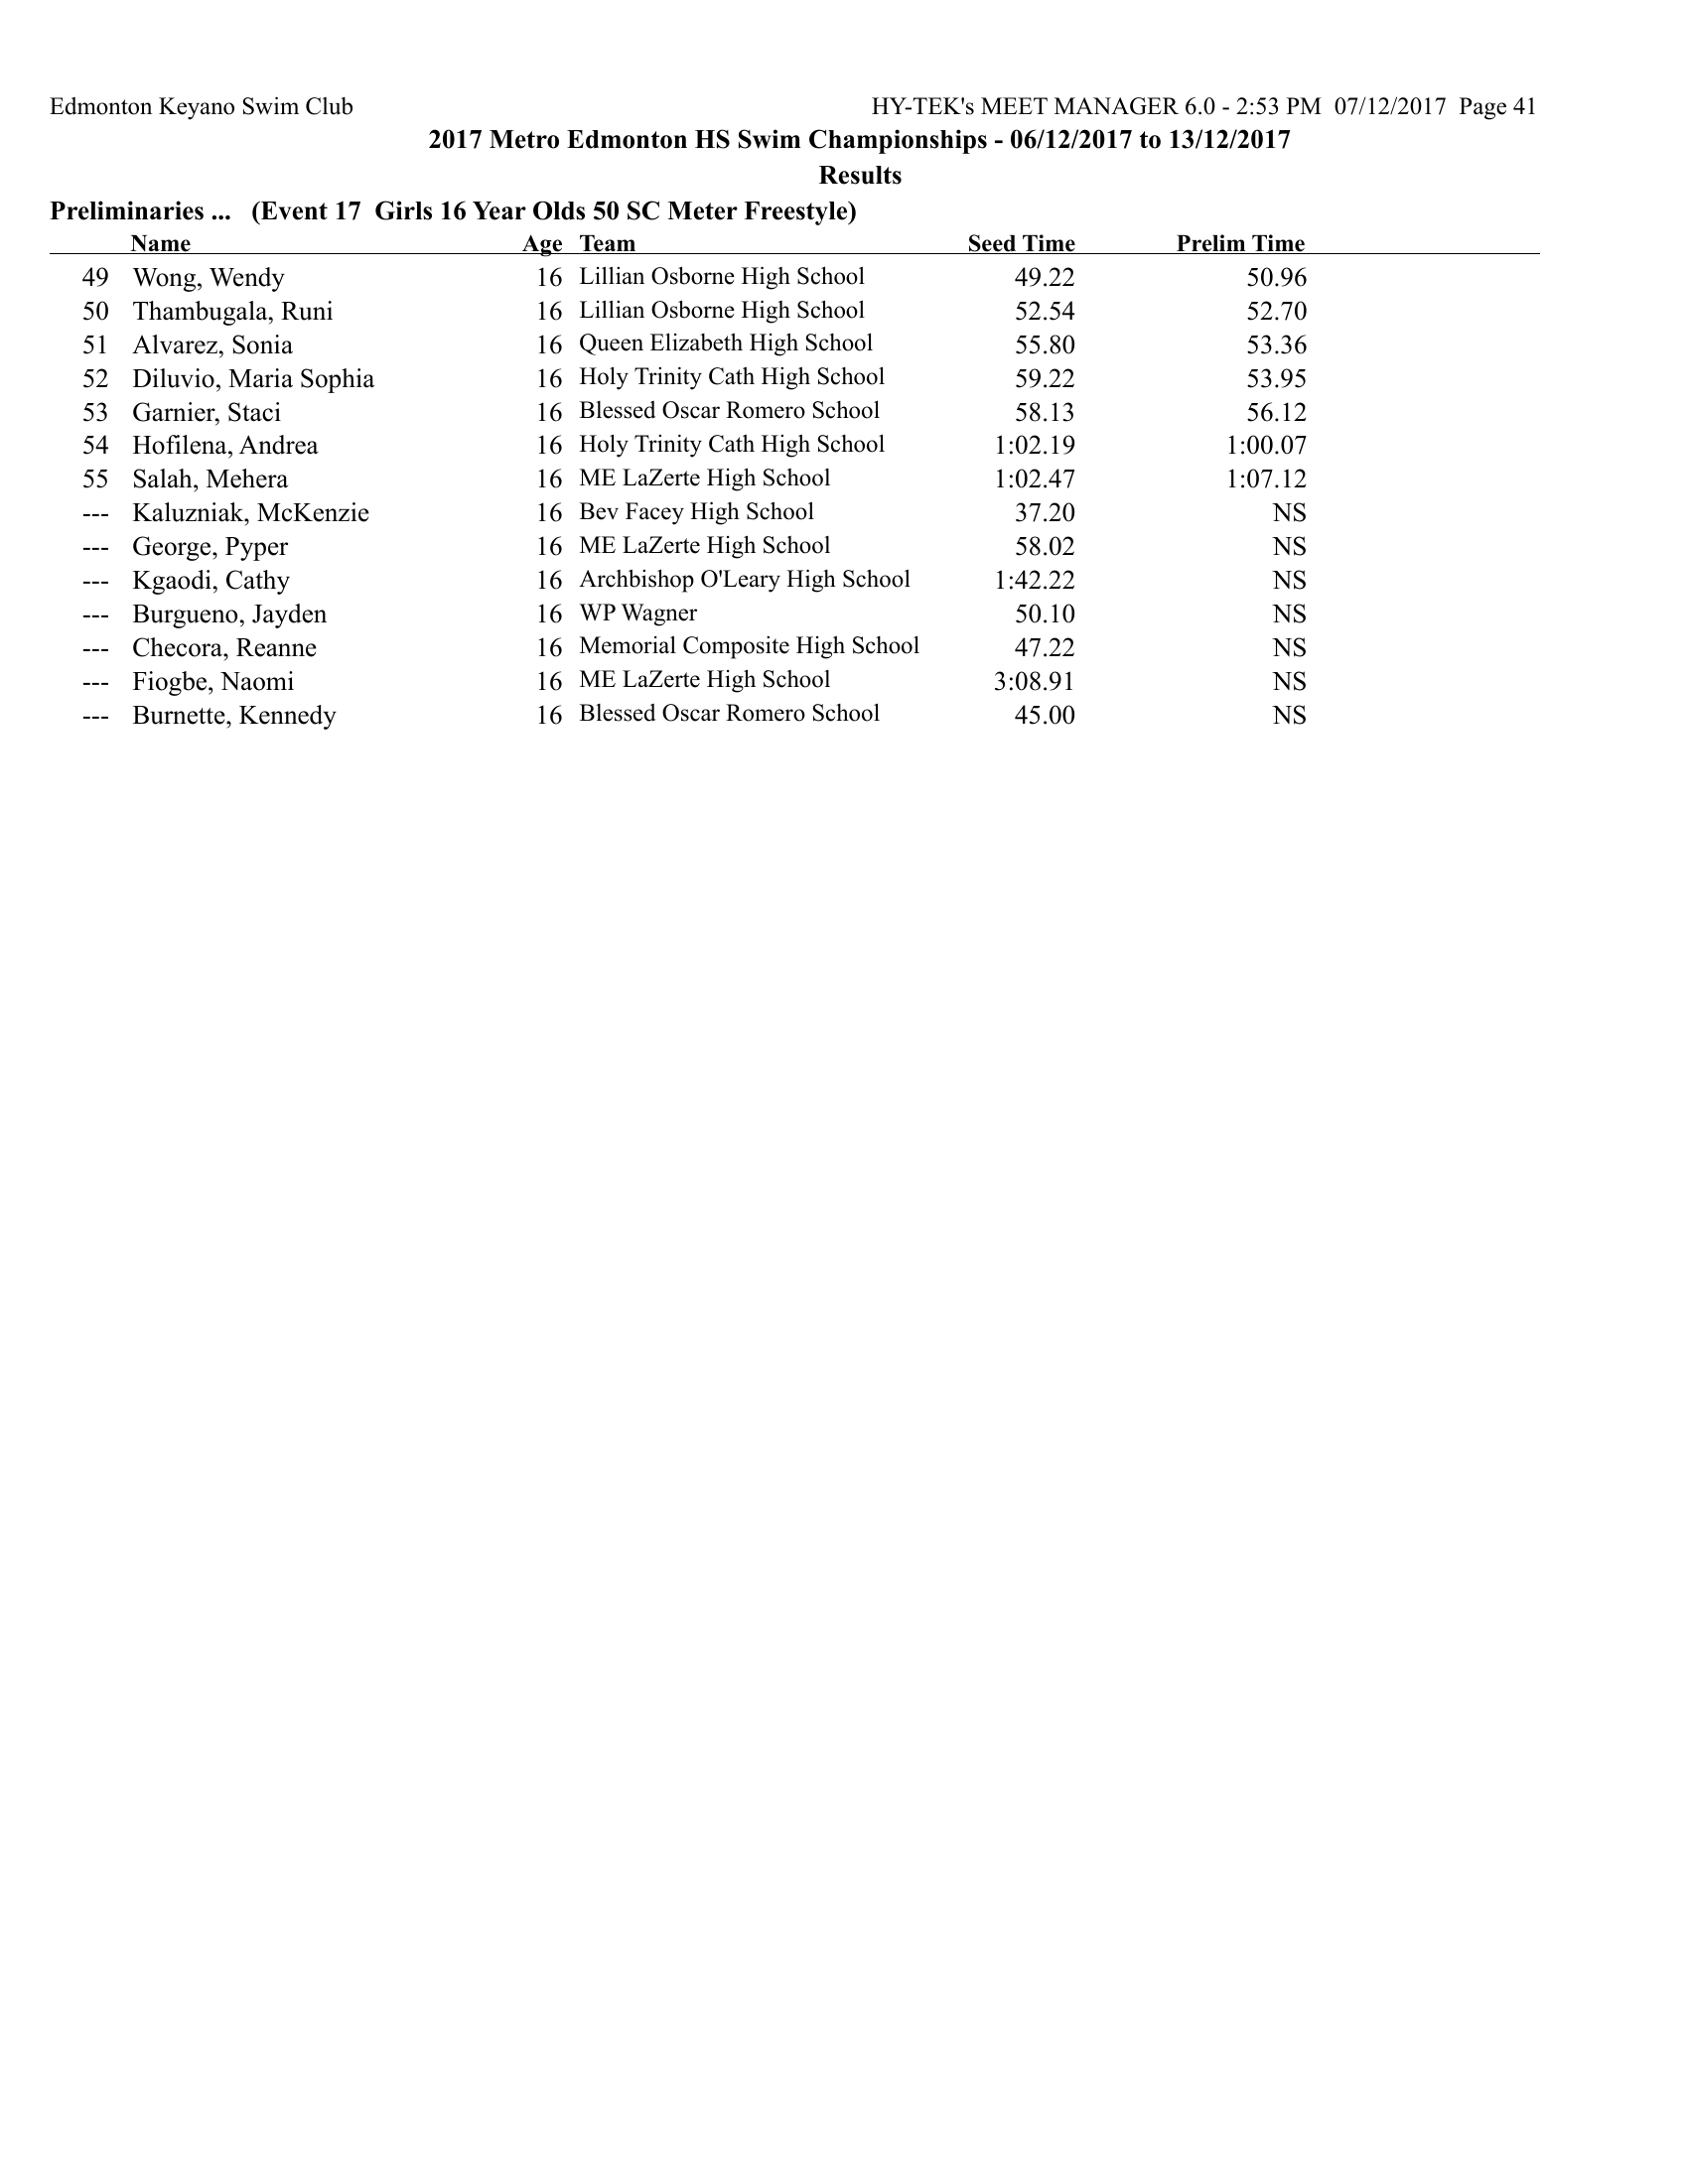 Edmonton Keyano Swim Club HY-TEK's MEET MANAGER 6.0 - 2:53 PM 07/12/2017 Page 41
2017 Metro Edmonton HS Swim Championships - 06/12/2017 to 13/12/2017
Results
Preliminaries ... (Event 17 Girls 16 Year Olds 50 SC Meter Freestyle)
Name Age Team Seed Time Prelim Time
49 Wong, Wendy 16 Lillian Osborne High School 49.22 50.96
50 Thambugala, Runi 16 Lillian Osborne High School 52.54 52.70
51 Alvarez, Sonia 16 Queen Elizabeth High School 55.80 53.36
52 Diluvio, Maria Sophia 16 Holy Trinity Cath High School 59.22 53.95
53 Garnier, Staci 16 Blessed Oscar Romero School 58.13 56.12
54 Hofilena, Andrea 16 Holy Trinity Cath High School 1:02.19 1:00.07
55 Salah, Mehera 16 ME LaZerte High School 1:02.47 1:07.12
--- Kaluzniak, McKenzie 16 Bev Facey High School 37.20 NS
--- George, Pyper 16 ME LaZerte High School 58.02 NS
--- Kgaodi, Cathy 16 Archbishop O'Leary High School 1:42.22 NS
--- Burgueno, Jayden 16 WP Wagner 50.10 NS
--- Checora, Reanne 16 Memorial Composite High School 47.22 NS
--- Fiogbe, Naomi 16 ME LaZerte High School 3:08.91 NS
--- Burnette, Kennedy 16 Blessed Oscar Romero School 45.00 NS